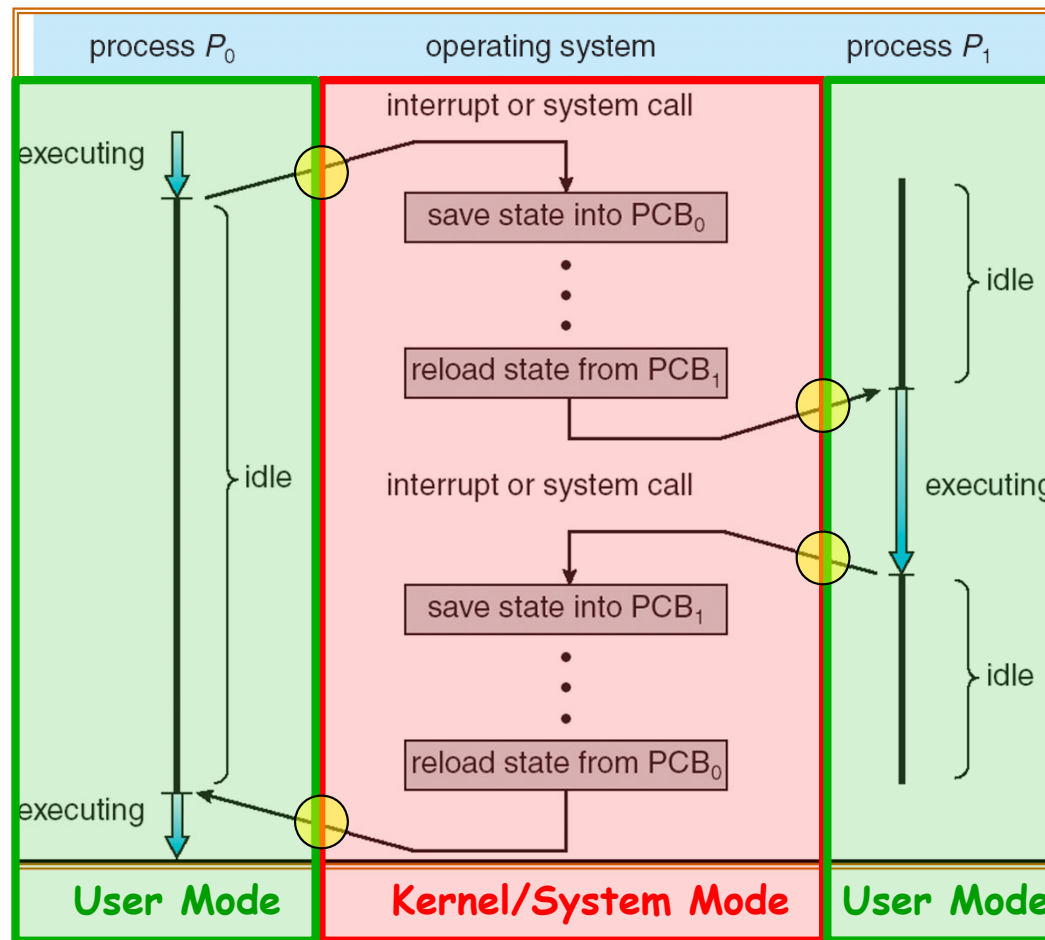 process P₀ operating system process P₁
interrupt or system call
executing
save state into PCB₀
idle
reload state from PCB₁
idle
interrupt or system call
executing
save state into PCB₁
idle
reload state from PCB₀
executing
User Mode Kernel/System Mode User Mode